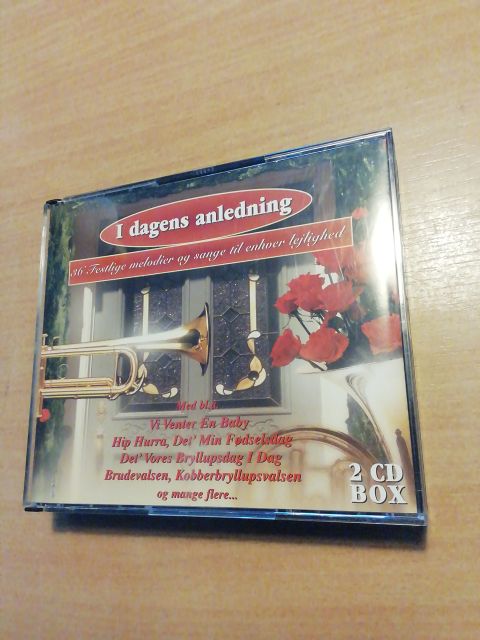 I dagens anledning
36 Festlige melodier og sange til enhver lejlighed
Med bl.a.
Vi Venter En Baby
Hip Hurra, Det' Min Fødselsdag
Det' Vores Bryllupsdag I Dag
Brudevalsen, Kobberbryllupsvalsen
og mange flere...
2 CD
BOX